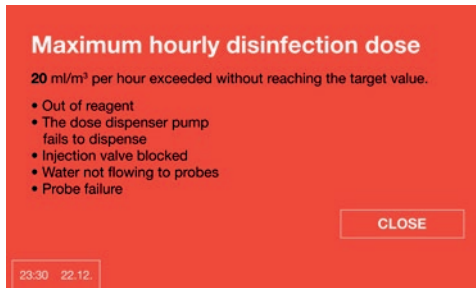 Maximum hourly disinfection dose
20 ml/m³ per hour exceeded without reaching the target value.
• Out of reagent
• The dose dispenser pump
fails to dispense
• Injection valve blocked
• Water not flowing to probes
• Probe failure
CLOSE
23:30 22.12.